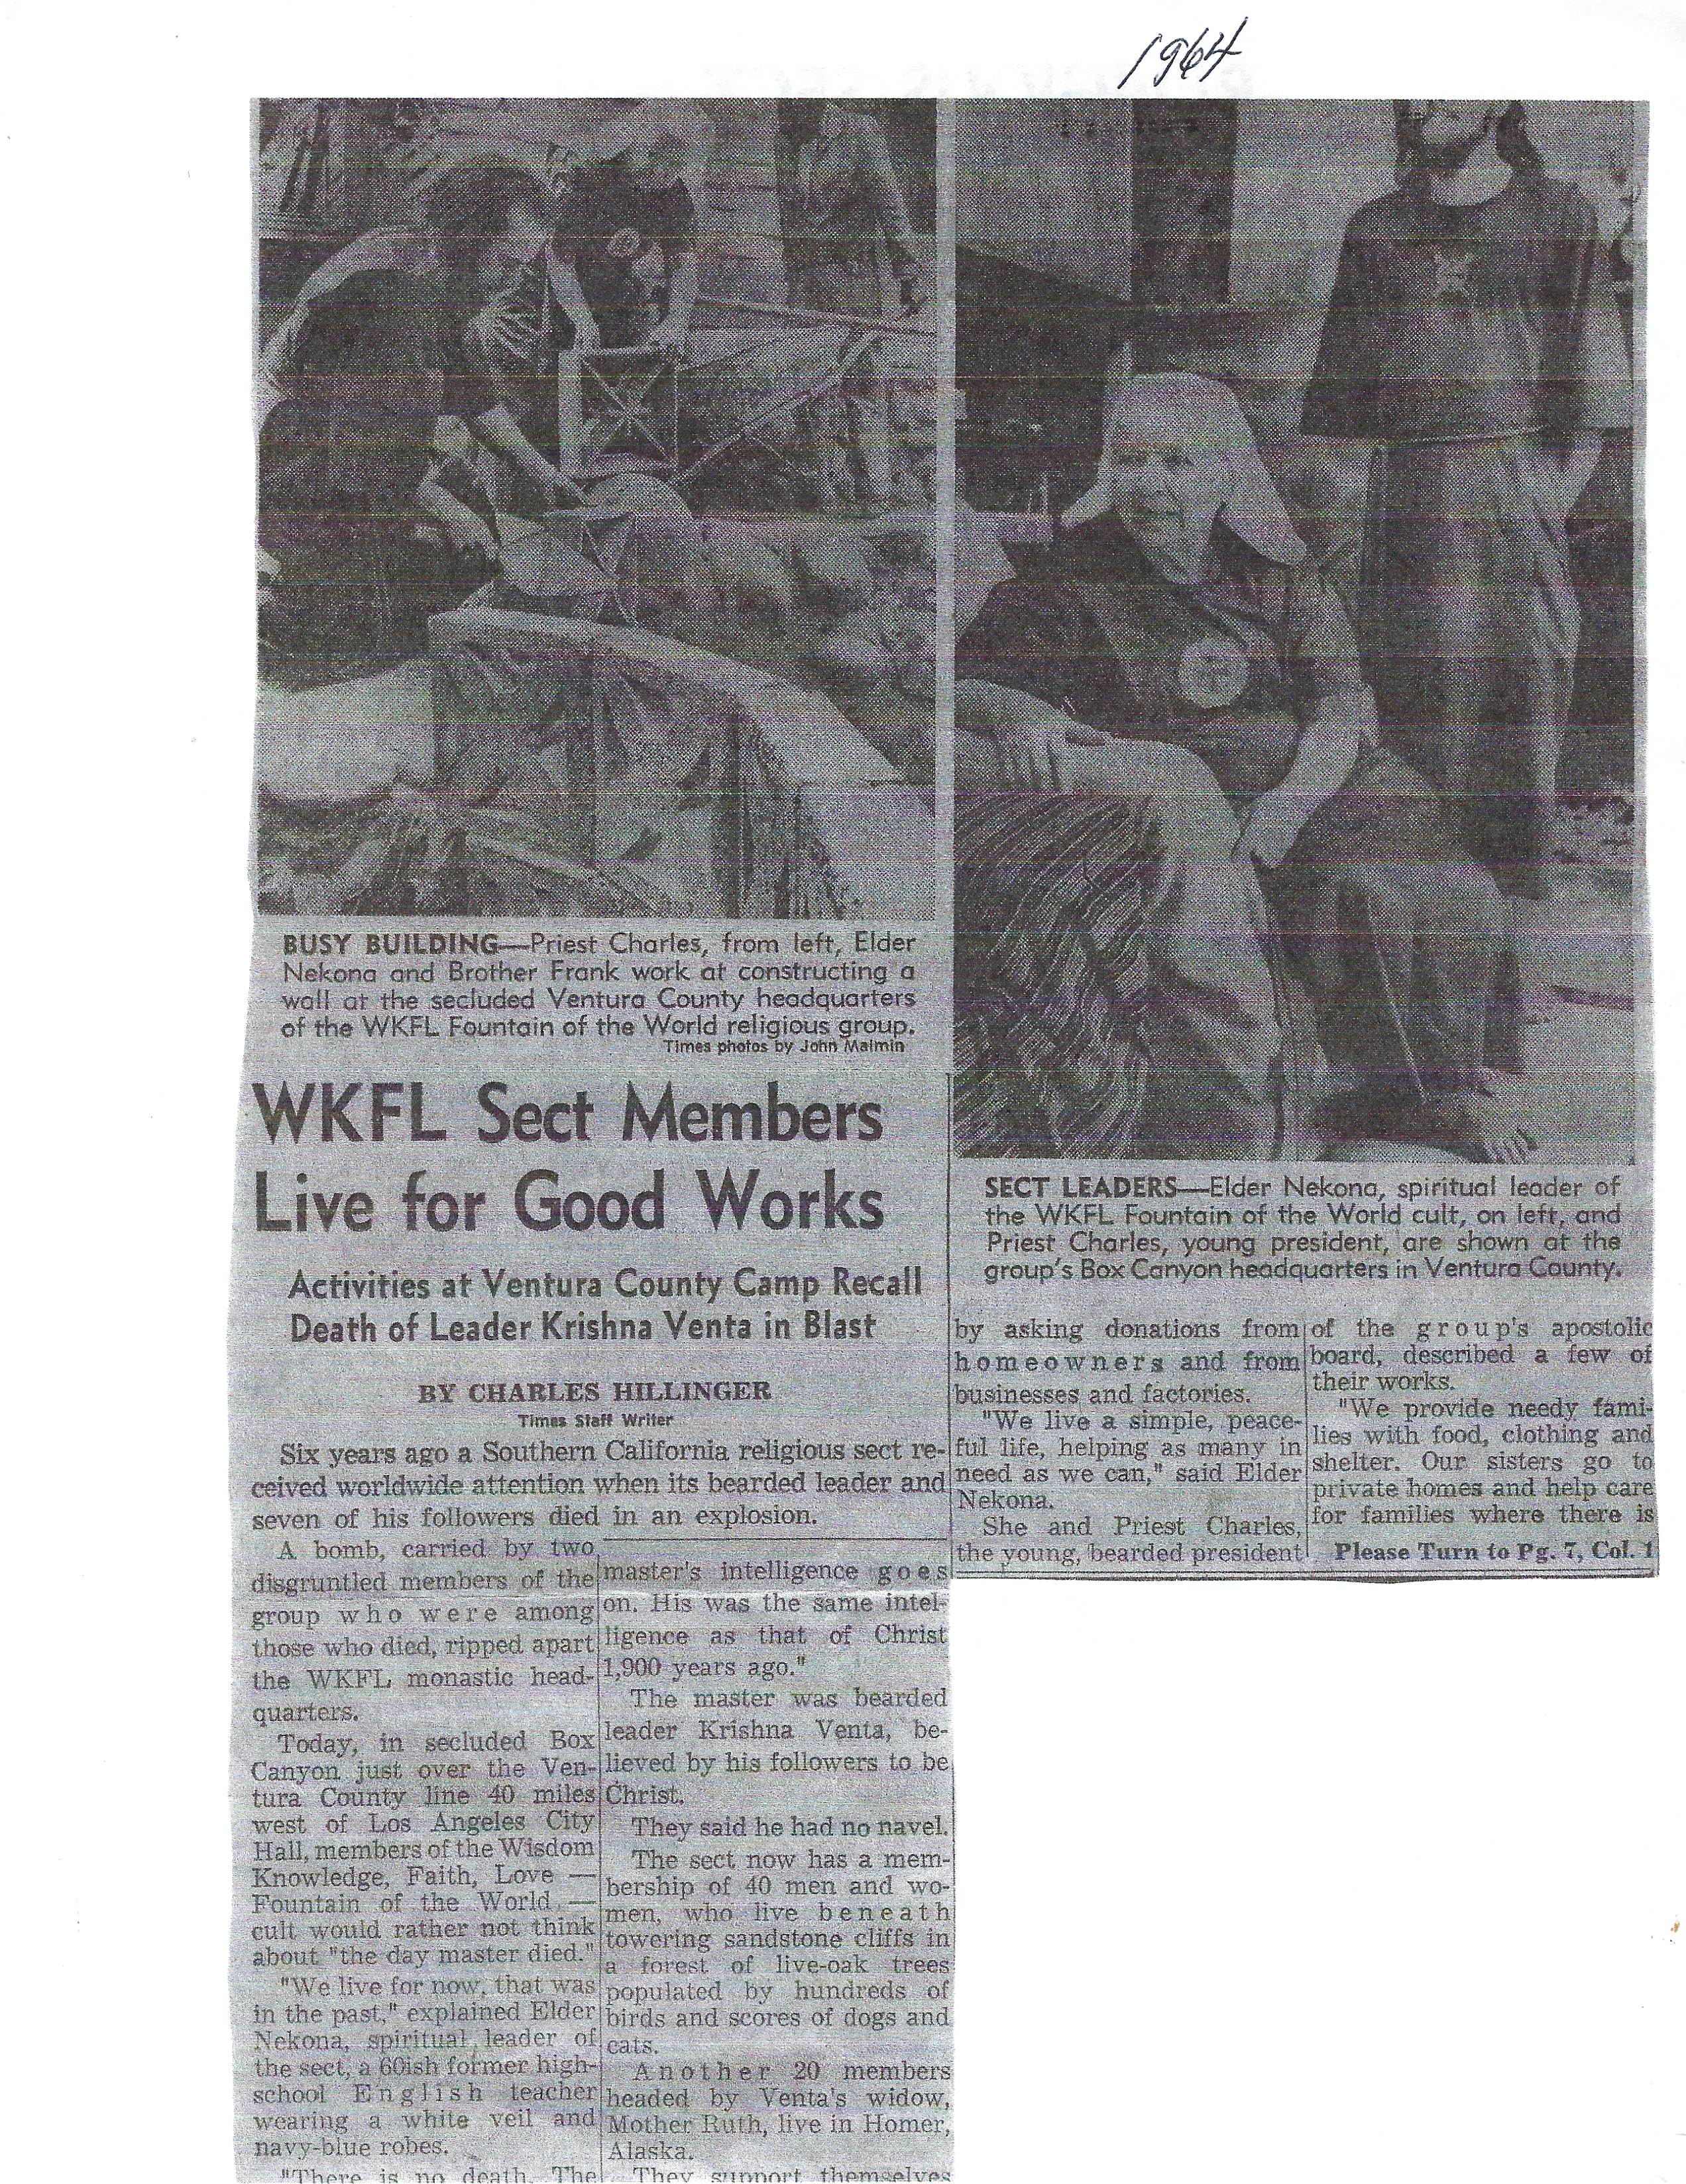 1964
BUSY BUILDING—Priest Charles, from left, Elder
Nekona and Brother Frank work at constructing a
wall at the secluded Ventura County headquarters
of the WKFL Fountain of the World religious group.
Times photos by John Malmin
WKFL Sect Members
Live for Good Works
Activities at Ventura County Camp Recall
Death of Leader Krishna Venta in Blast
BY CHARLES HILLINGER
Times Staff Writer
Six years ago a Southern California religious sect re-
ceived worldwide attention when its bearded leader and
seven of his followers died in an explosion.
A bomb, carried by two
disgruntled members of the
group who were among
those who died, ripped apart
the WKFL monastic head-
quarters.
Today, in secluded Box
Canyon just over the Ven-
tura County line 40 miles
west of Los Angeles City
Hall, members of the Wisdom
Knowledge, Faith, Love —
Fountain of the World —
cult would rather not think
about "the day master died."
"We live for now, that was
in the past," explained Elder
Nekona, spiritual leader of
the sect, a 60ish former high-
school English teacher
wearing a white veil and
navy-blue robes.
"There is no death. The
master's intelligence goes
on. His was the same intel-
ligence as that of Christ
1,900 years ago."
The master was bearded
leader Krishna Venta, be-
lieved by his followers to be
Christ.
They said he had no navel.
The sect now has a mem-
bership of 40 men and wo-
men, who live beneath
towering sandstone cliffs in
a forest of live-oak trees
populated by hundreds of
birds and scores of dogs and
cats.
Another 20 members
headed by Venta's widow,
Mother Ruth, live in Homer,
Alaska.
They support themselves
SECT LEADERS—Elder Nekona, spiritual leader of
the WKFL Fountain of the World cult, on left, and
Priest Charles, young president, are shown at the
group's Box Canyon headquarters in Ventura County.
by asking donations from
homeowners and from
businesses and factories.
"We live a simple, peace-
ful life, helping as many in
need as we can," said Elder
Nekona.
She and Priest Charles,
the young, bearded president
of the group's apostolic
board, described a few of
their works.
"We provide needy fami-
lies with food, clothing and
shelter. Our sisters go to
private homes and help care
for families where there is
Please Turn to Pg. 7, Col. 1